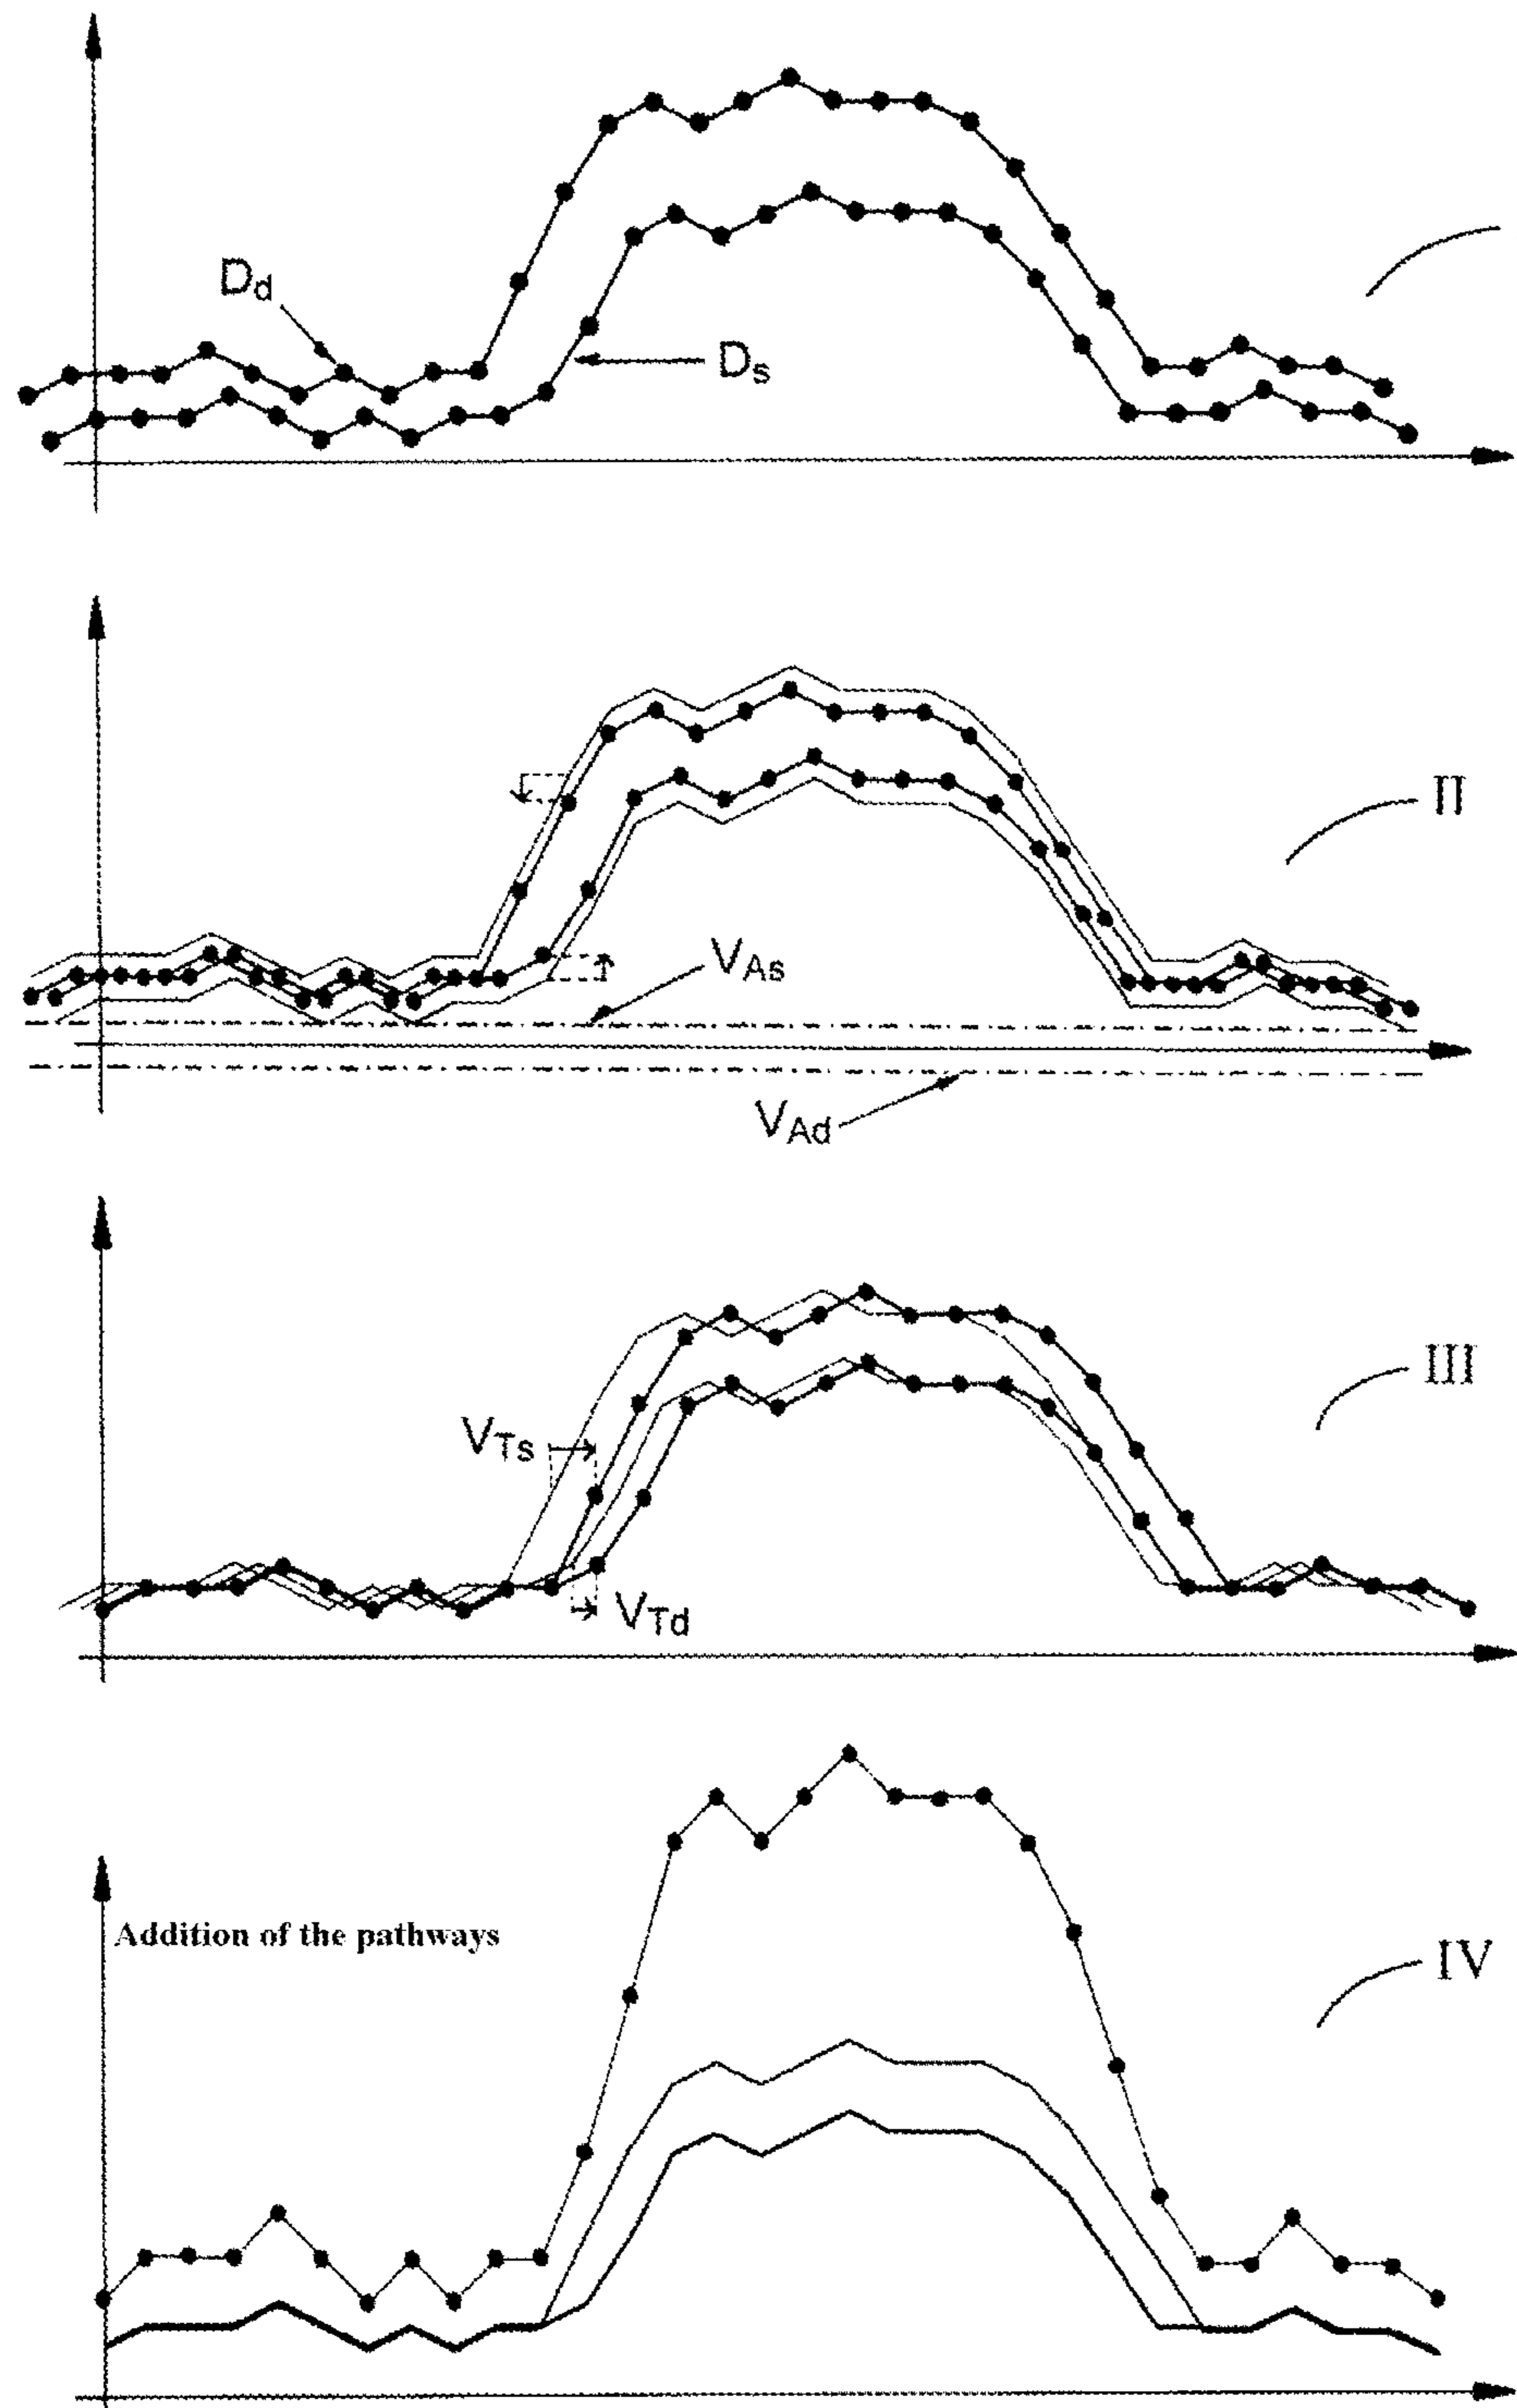 Dd
Ds
II
VAs
VAd
III
VTs
VTd
Addition of the pathways
IV